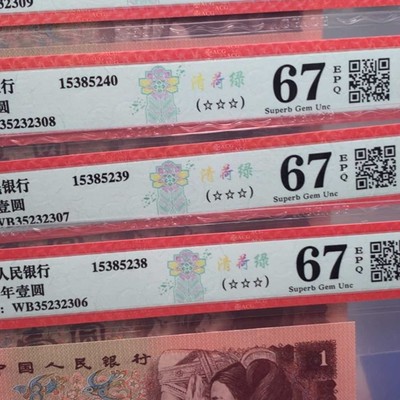 35232309
银行 15385240 清荷绿 67 EPQ
壹圆 (☆☆☆) Superb Gem Unc
WB35232308
银行 15385239 清荷绿 67 EPQ
壹圆 (☆☆☆) Superb Gem Unc
WB35232307
人民银行 15385238 清荷绿 67 EPQ
年壹圆 (☆☆☆) Superb Gem Unc
: WB35232306
中国人民银行 1